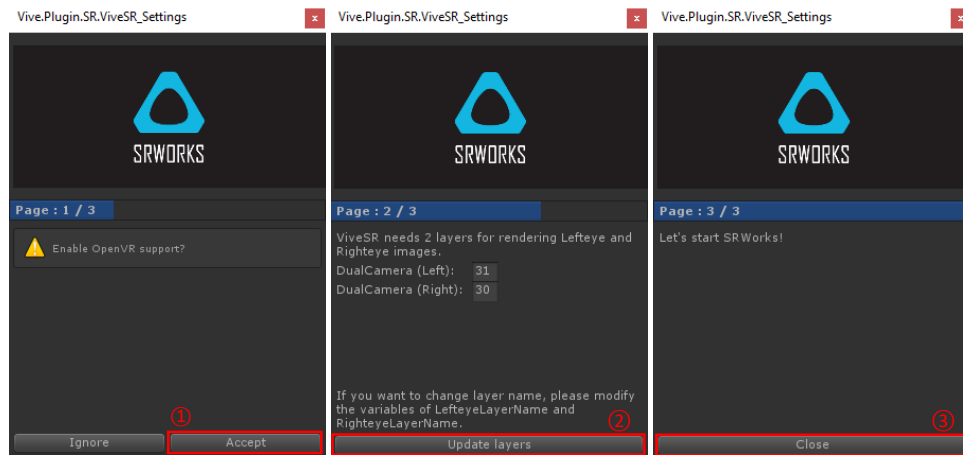 Vive.Plugin.SR.ViveSR_Settings
x
SRWORKS
Page : 1 / 3
Enable OpenVR support?
①
Ignore
Accept
Vive.Plugin.SR.ViveSR_Settings
x
SRWORKS
Page : 2 / 3
ViveSR needs 2 layers for rendering Lefteye and
Righteye images.
DualCamera (Left): 31
DualCamera (Right): 30
If you want to change layer name, please modify
the variables of LefteyeLayerName and
RighteyeLayerName.
②
Update layers
Vive.Plugin.SR.ViveSR_Settings
x
SRWORKS
Page : 3 / 3
Let's start SRWorks!
③
Close